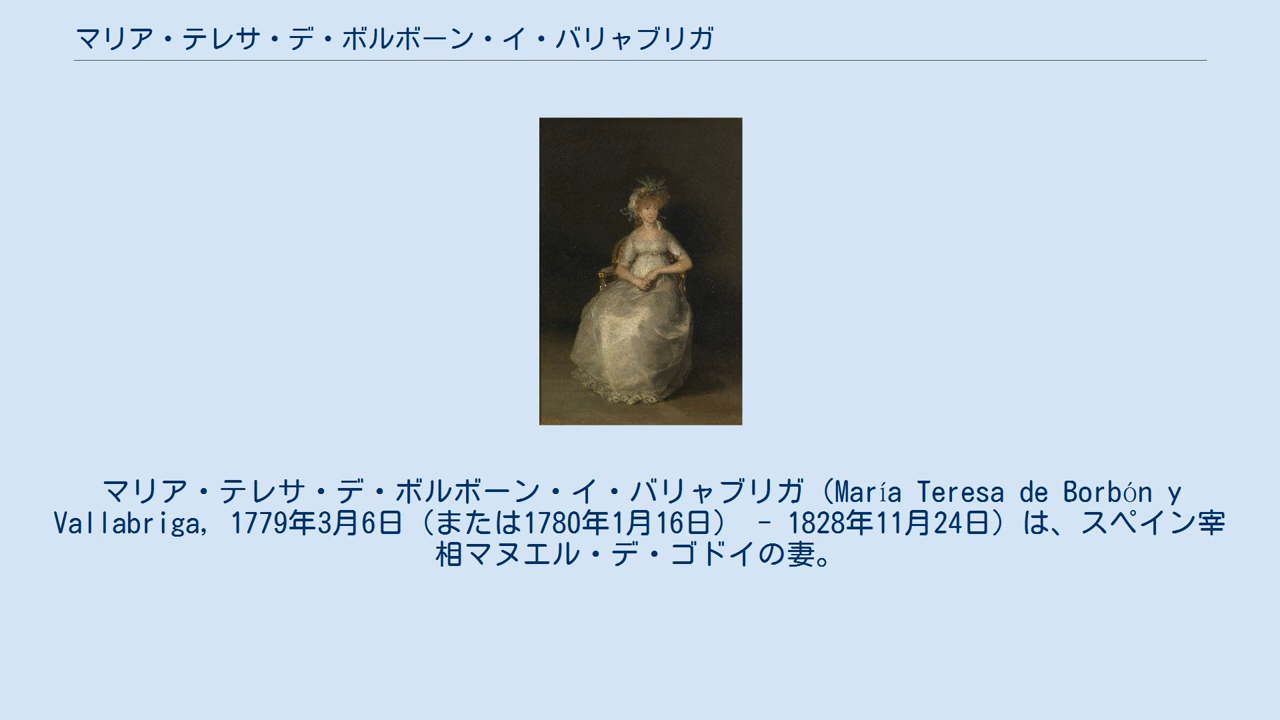 マリア・テレサ・デ・ボルボーン・イ・バリャブリガ
マリア・テレサ・デ・ボルボーン・イ・バリャブリガ（María Teresa de Borbón y
Vallabriga, 1779年3月6日（または1780年1月16日） - 1828年11月24日）は、スペイン宰
相マヌエル・デ・ゴドイの妻。